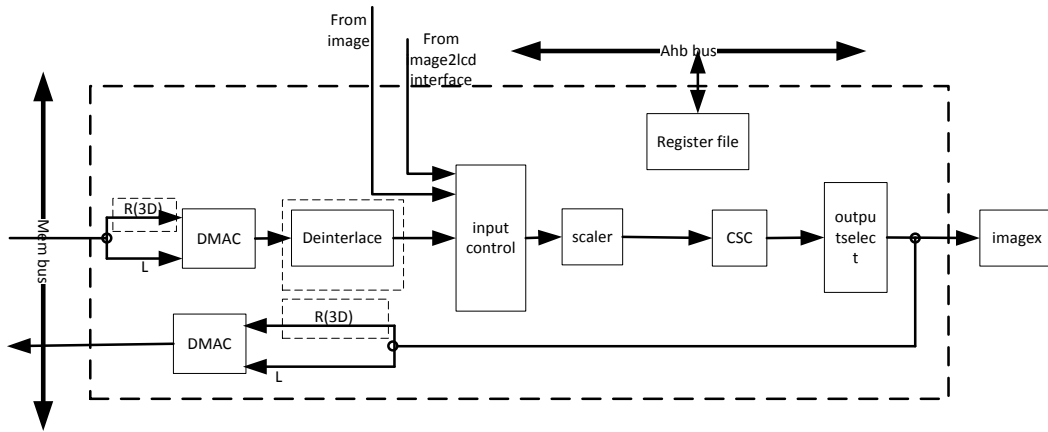 From
image
From
mage2lcd
interface
Ahb bus
Register file
Mem bus
R(3D)
L
DMAC
Deinterlace
input
control
scaler
CSC
outpu
tselec
t
imagex
DMAC
R(3D)
L